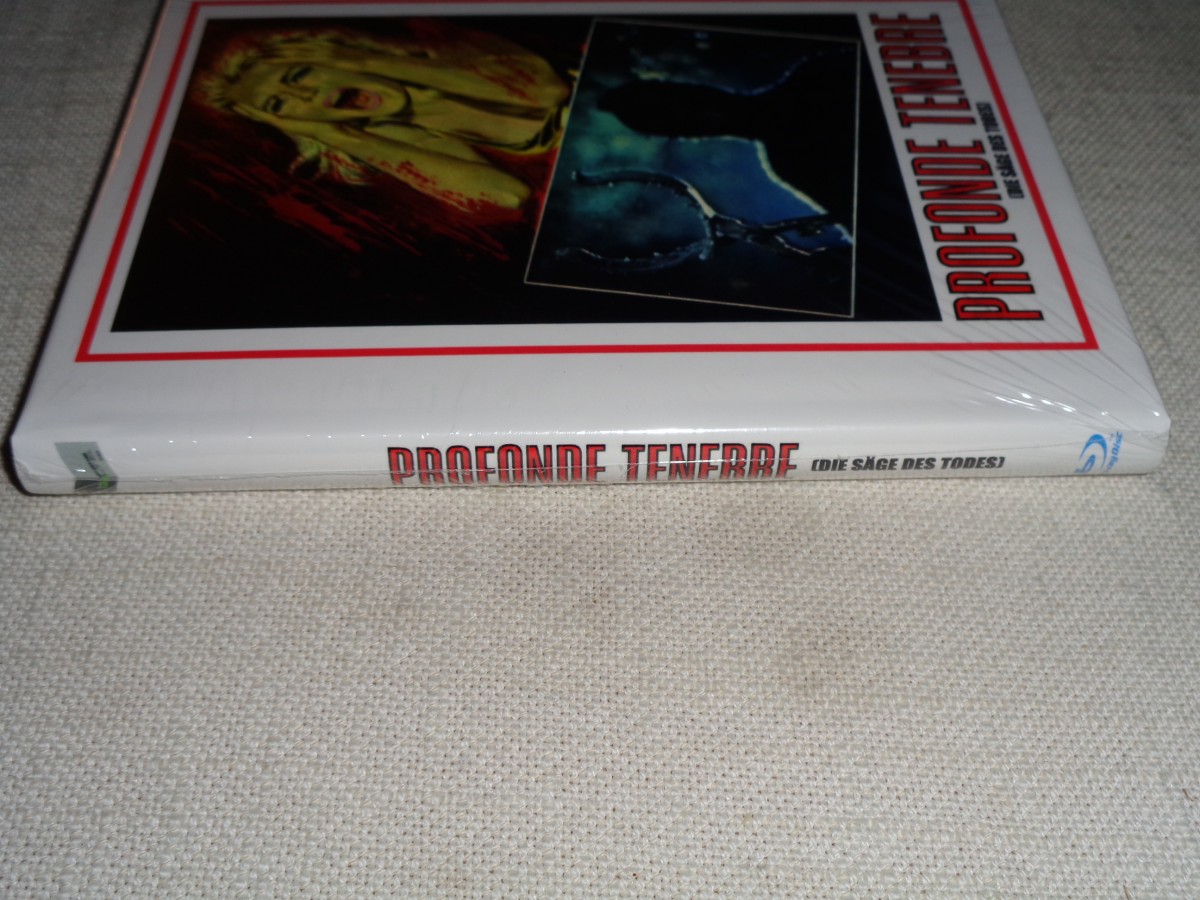 PROFONDE TENEBRE
(DIE SÄGE DES TODES)
PROFONDE TENEBRE (DIE SÄGE DES TODES)